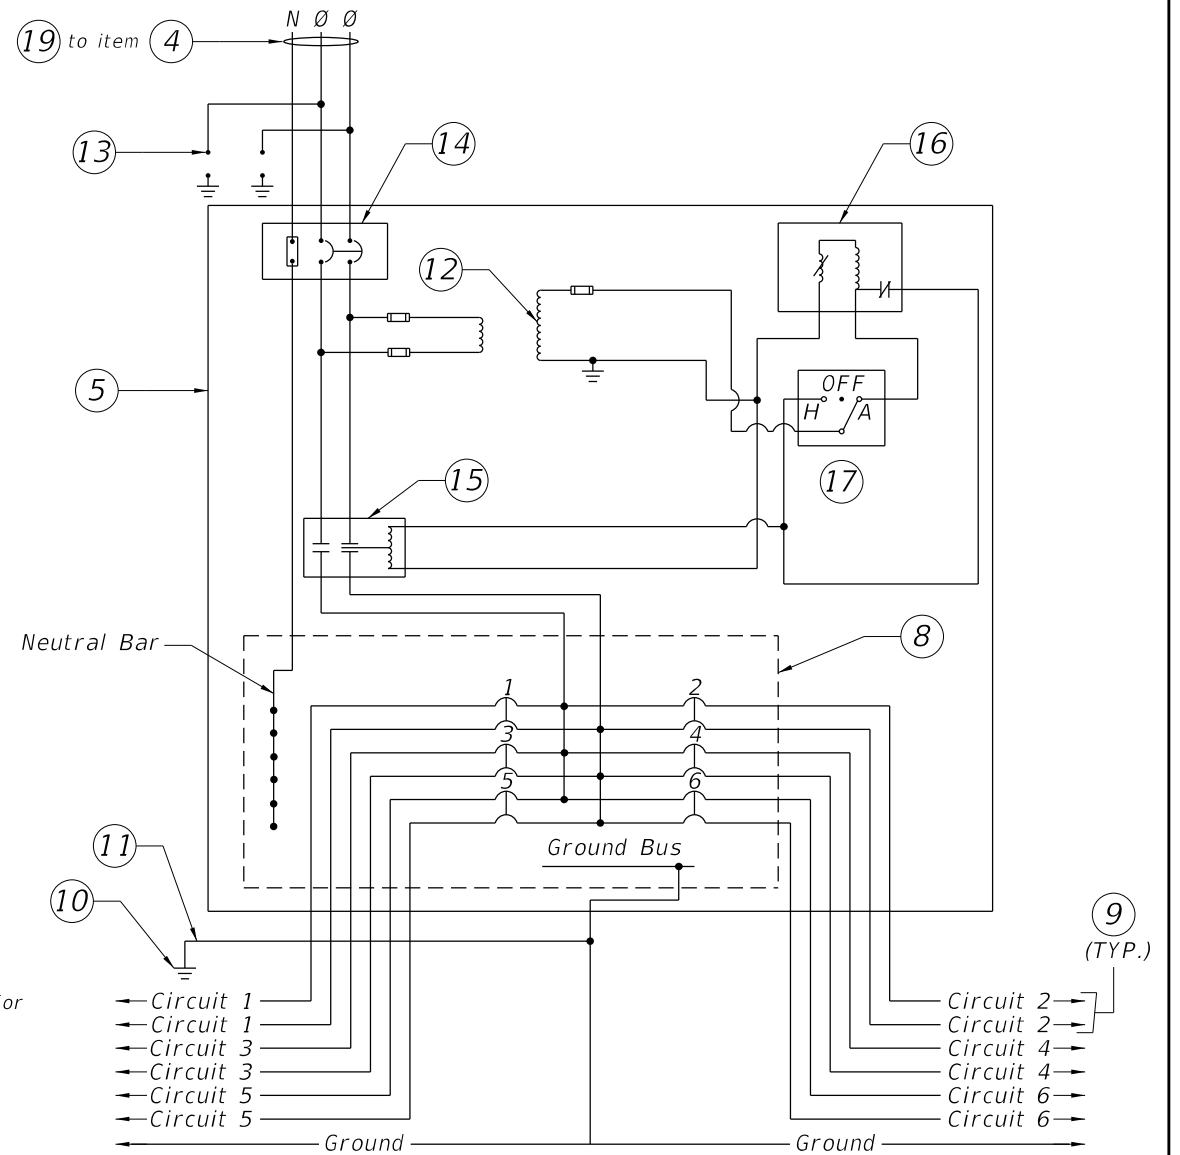 N Ø Ø
19 to item 4
13
14
16
12
5
OFF
H A
17
15
Neutral Bar
8
1 2
3 4
5 6
Ground Bus
11
10
9
(TYP.)
or
Circuit 1 Circuit 2
Circuit 1 Circuit 2
Circuit 3 Circuit 4
Circuit 3 Circuit 4
Circuit 5 Circuit 6
Circuit 5 Circuit 6
Ground Ground